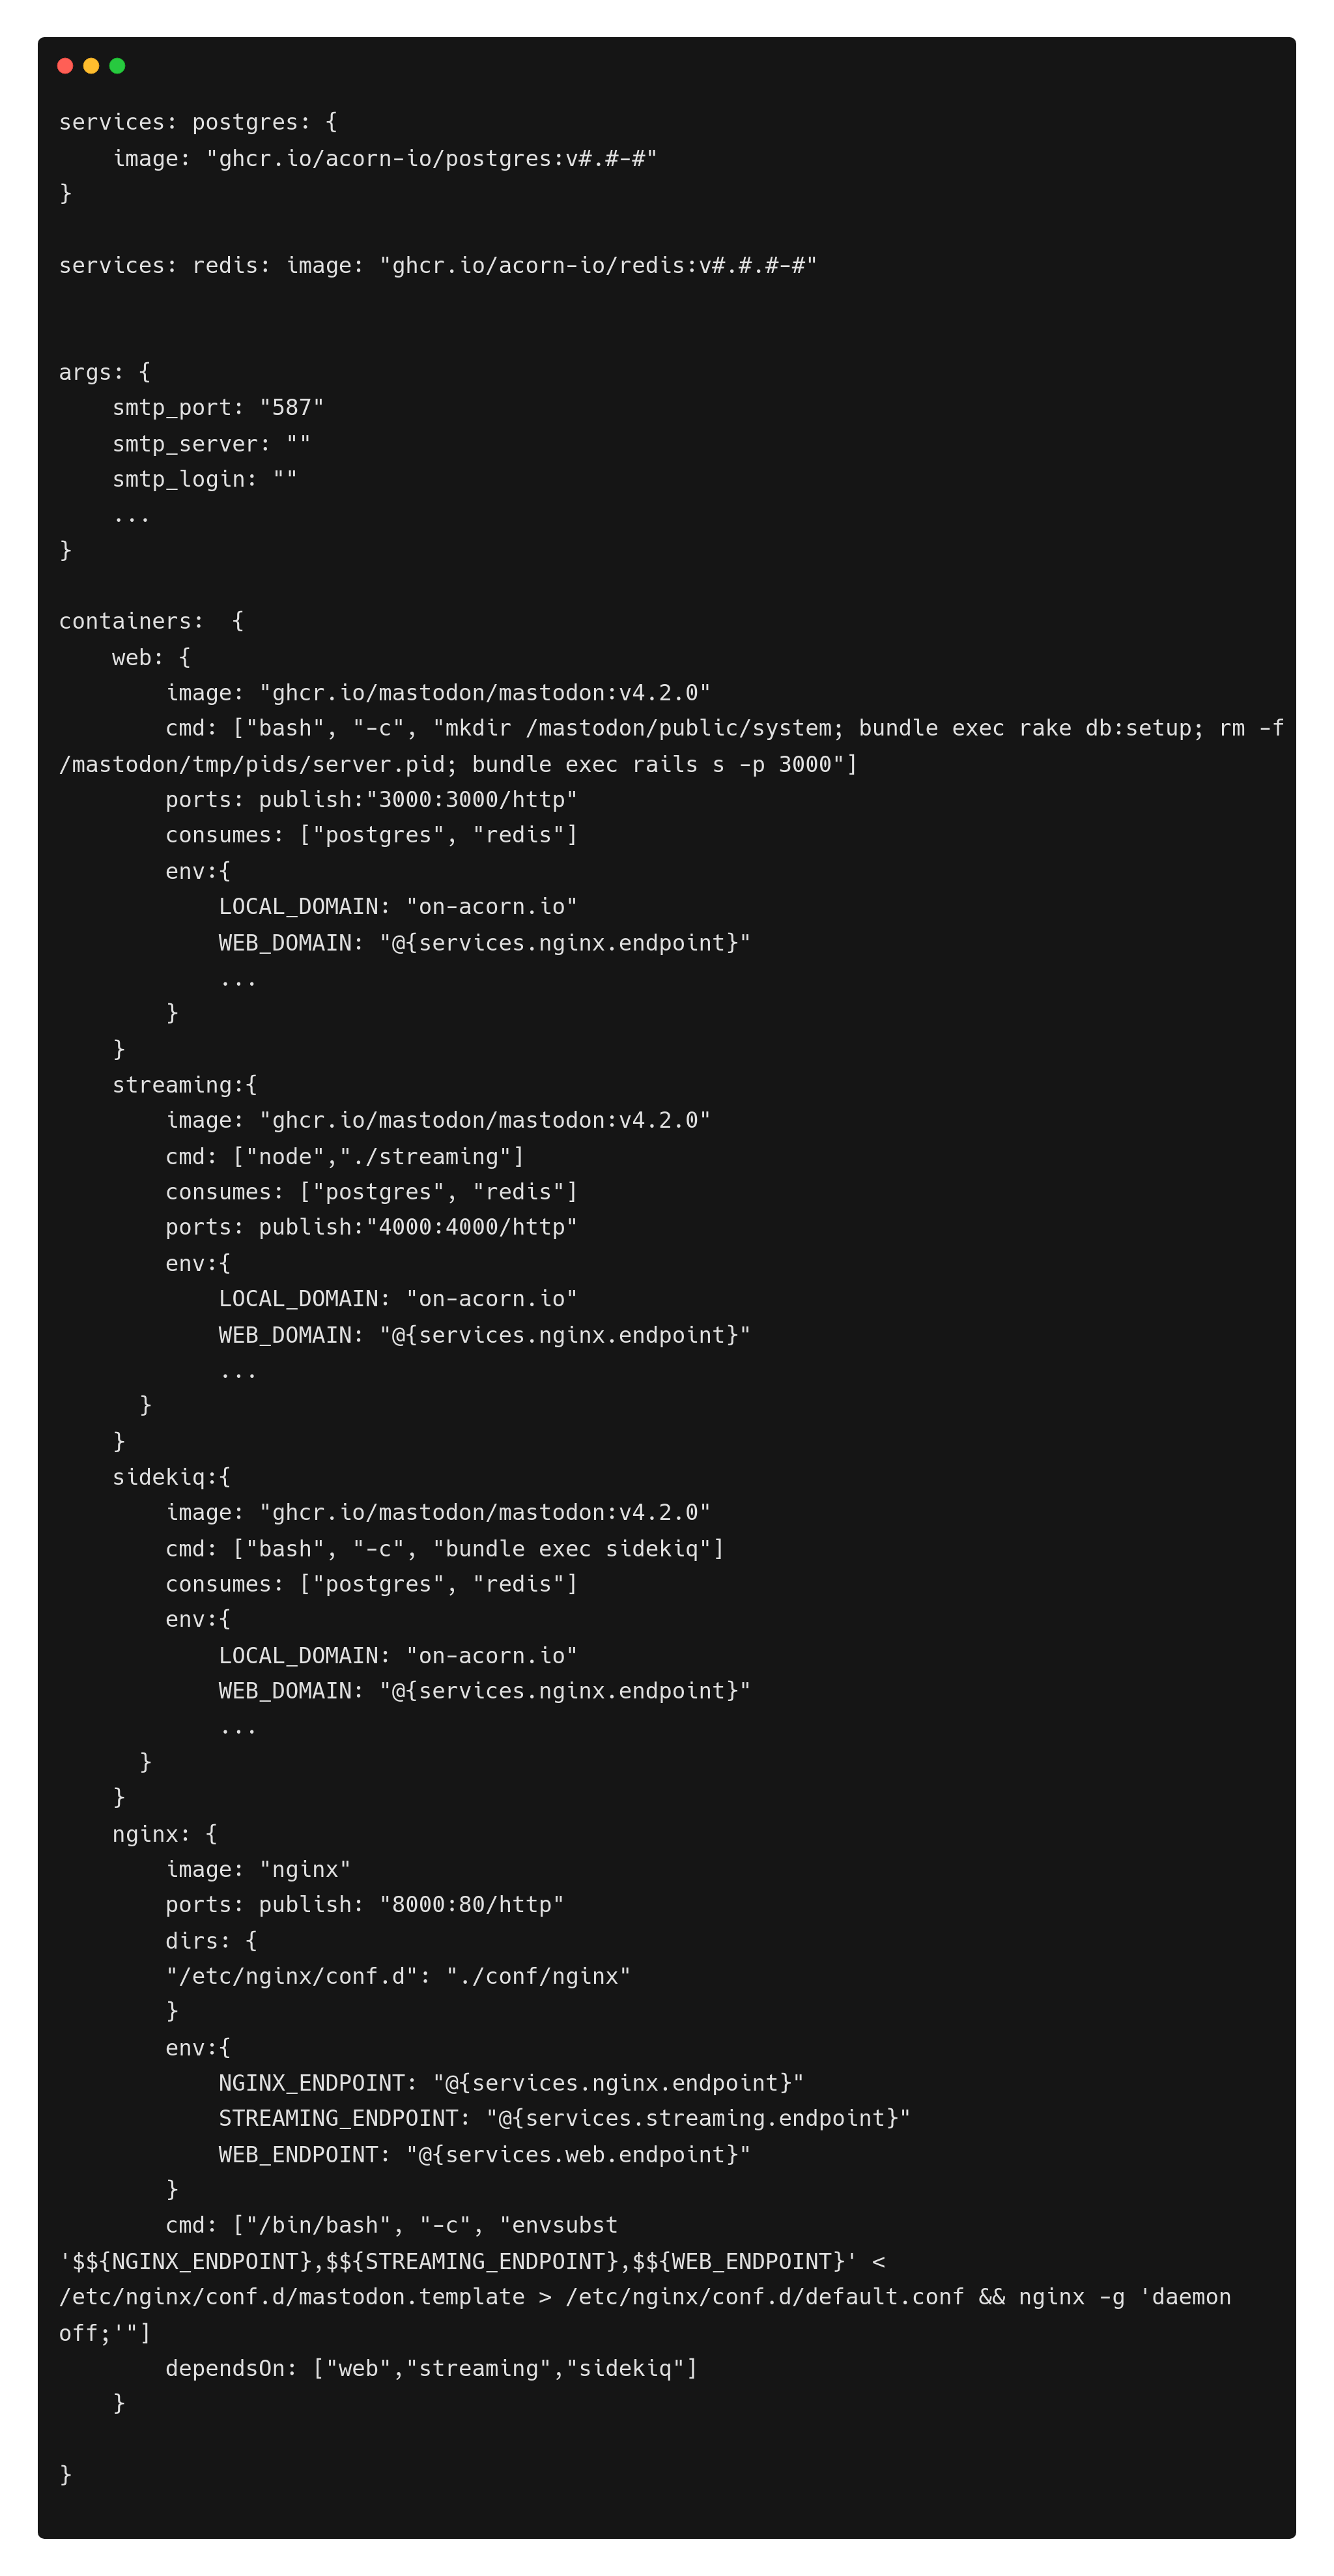 services: postgres: {
    image: "ghcr.io/acorn-io/postgres:v#.#-#"
}

services: redis: image: "ghcr.io/acorn-io/redis:v#.#.#-#"


args: {
    smtp_port: "587"
    smtp_server: ""
    smtp_login: ""
    ...
}

containers:  {
    web: {
        image: "ghcr.io/mastodon/mastodon:v4.2.0"
        cmd: ["bash", "-c", "mkdir /mastodon/public/system; bundle exec rake db:setup; rm -f
/mastodon/tmp/pids/server.pid; bundle exec rails s -p 3000"]
        ports: publish:"3000:3000/http"
        consumes: ["postgres", "redis"]
        env:{
            LOCAL_DOMAIN: "on-acorn.io"
            WEB_DOMAIN: "@{services.nginx.endpoint}"
            ...
        }
    }
    streaming:{
        image: "ghcr.io/mastodon/mastodon:v4.2.0"
        cmd: ["node","./streaming"]
        consumes: ["postgres", "redis"]
        ports: publish:"4000:4000/http"
        env:{
            LOCAL_DOMAIN: "on-acorn.io"
            WEB_DOMAIN: "@{services.nginx.endpoint}"
            ...
      }
    }
    sidekiq:{
        image: "ghcr.io/mastodon/mastodon:v4.2.0"
        cmd: ["bash", "-c", "bundle exec sidekiq"]
        consumes: ["postgres", "redis"]
        env:{
            LOCAL_DOMAIN: "on-acorn.io"
            WEB_DOMAIN: "@{services.nginx.endpoint}"
            ...
      }
    }
    nginx: {
        image: "nginx"
        ports: publish: "8000:80/http"
        dirs: {
        "/etc/nginx/conf.d": "./conf/nginx"
        }
        env:{
            NGINX_ENDPOINT: "@{services.nginx.endpoint}"
            STREAMING_ENDPOINT: "@{services.streaming.endpoint}"
            WEB_ENDPOINT: "@{services.web.endpoint}"
        }
        cmd: ["/bin/bash", "-c", "envsubst
'$${NGINX_ENDPOINT},$${STREAMING_ENDPOINT},$${WEB_ENDPOINT}' <
/etc/nginx/conf.d/mastodon.template > /etc/nginx/conf.d/default.conf && nginx -g 'daemon
off;'"]
        dependsOn: ["web","streaming","sidekiq"]
    }

}